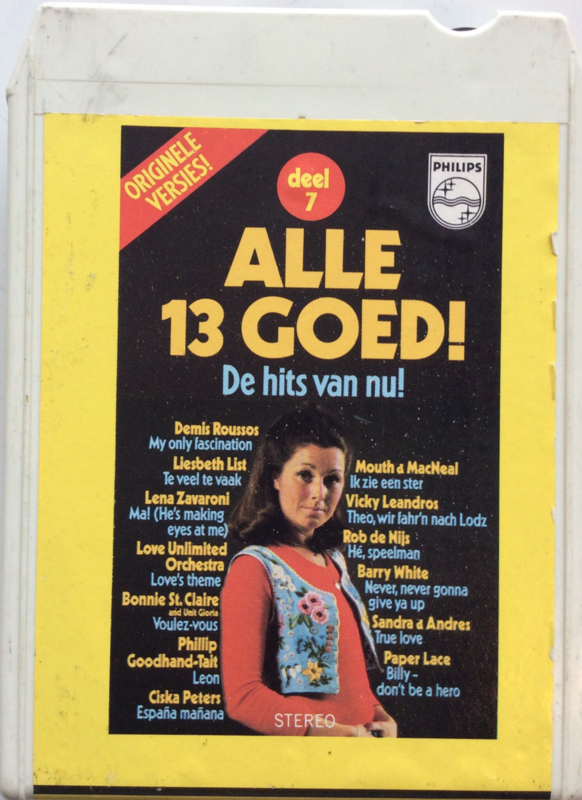 ORIGINELE
VERSIES!
deel
7
PHILIPS
ALLE
13 GOED!
De hits van nu!
Demis Roussos
My only fascination
Liesbeth List
Te veel te vaak
Lena Zavaroni
Ma! (He's making
eyes at me)
Love Unlimited
Orchestra
Love's theme
Bonnie St. Claire
and Unit Gloria
Voulez-vous
Phillip
Goodhand-Tait
Leon
Ciska Peters
España mañana
Mouth & MacNeal
Ik zie een ster
Vicky Leandros
Theo, wir fahr'n nach Lodz
Rob de Nijs
Hé, speelman
Barry White
Never, never gonna
give ya up
Sandra & Andres
True love
Paper Lace
Billy -
don't be a hero
STEREO